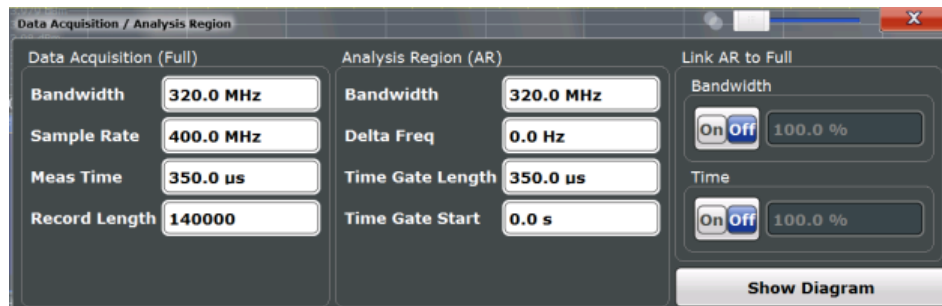 Data Acquisition / Analysis Region
X
Data Acquisition (Full)
Bandwidth 320.0 MHz
Sample Rate 400.0 MHz
Meas Time 350.0 µs
Record Length 140000
Analysis Region (AR)
Bandwidth 320.0 MHz
Delta Freq 0.0 Hz
Time Gate Length 350.0 µs
Time Gate Start 0.0 s
Link AR to Full
Bandwidth
On Off 100.0 %
Time
On Off 100.0 %
Show Diagram